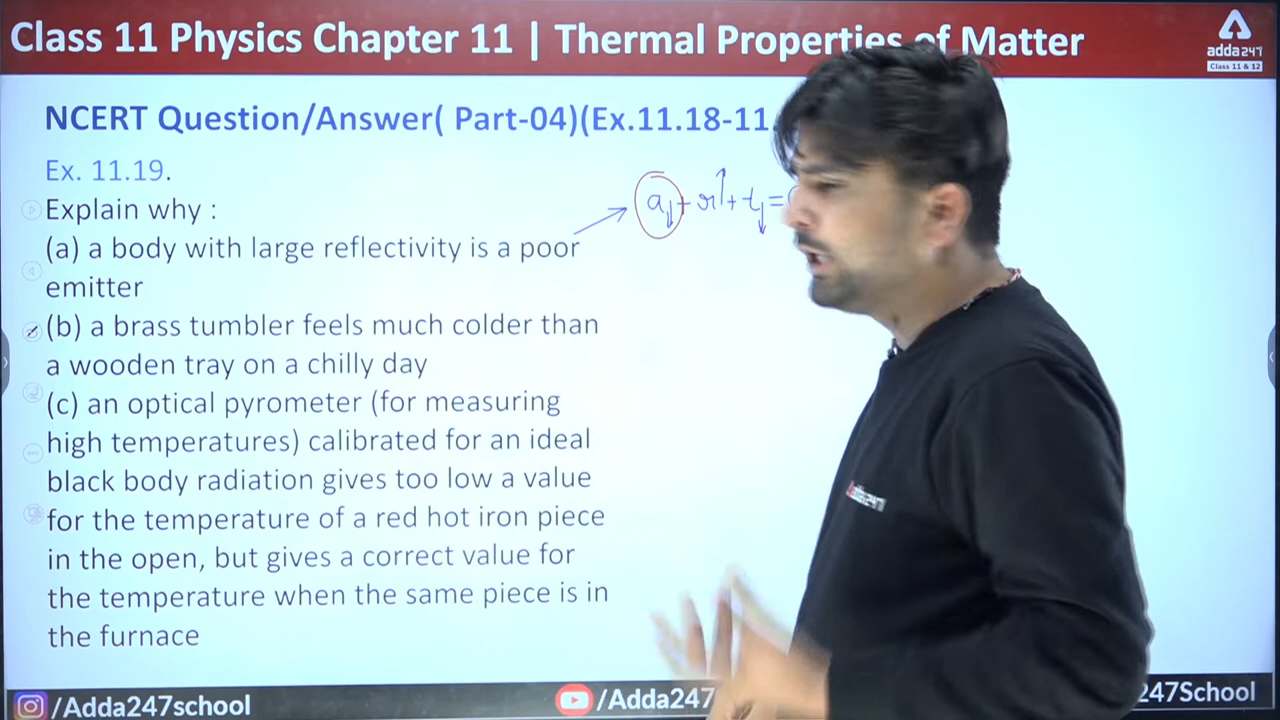 Class 11 Physics Chapter 11 | Thermal Properties of Matter
adda247
Class 11 & 12
NCERT Question/Answer( Part-04)(Ex.11.18-11.
Ex. 11.19.
a↓ + r↑ + t↓ =
Explain why :
(a) a body with large reflectivity is a poor
emitter
(b) a brass tumbler feels much colder than
a wooden tray on a chilly day
(c) an optical pyrometer (for measuring
high temperatures) calibrated for an ideal
black body radiation gives too low a value
for the temperature of a red hot iron piece
in the open, but gives a correct value for
the temperature when the same piece is in
the furnace
adda247
/Adda247school
/Adda247
247School